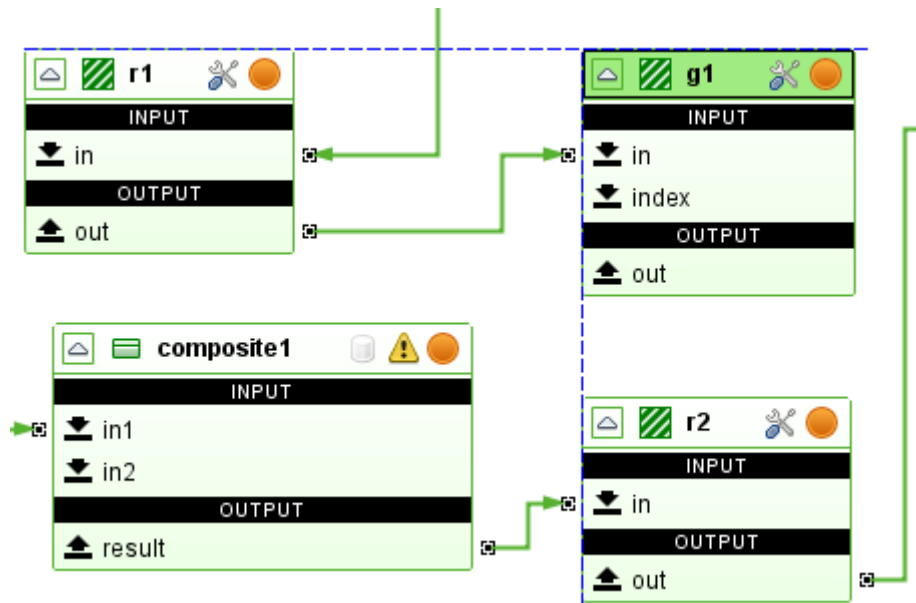 r1
INPUT
in
OUTPUT
out
g1
INPUT
in
index
OUTPUT
out
composite1
INPUT
in1
in2
OUTPUT
result
r2
INPUT
in
OUTPUT
out